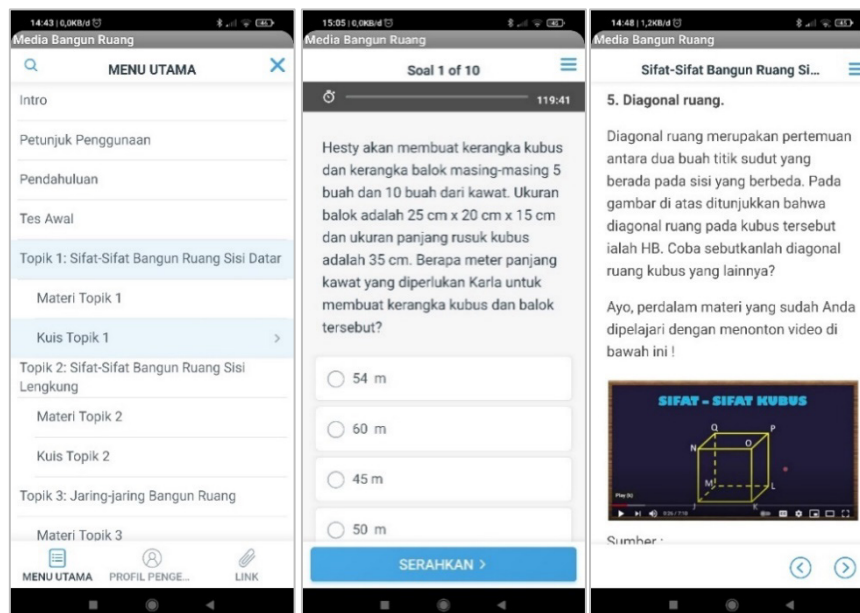 14:43 | 0,0KB/d
Media Bangun Ruang
MENU UTAMA
Intro
Petunjuk Penggunaan
Pendahuluan
Tes Awal
Topik 1: Sifat-Sifat Bangun Ruang Sisi Datar
Materi Topik 1
Kuis Topik 1
Topik 2: Sifat-Sifat Bangun Ruang Sisi
Lengkung
Materi Topik 2
Kuis Topik 2
Topik 3: Jaring-jaring Bangun Ruang
Materi Topik 3
MENU UTAMA
PROFIL PENGE...
LINK
15:05 | 0,0KB/d
Media Bangun Ruang
Soal 1 of 10
119:41
Hesty akan membuat kerangka kubus
dan kerangka balok masing-masing 5
buah dan 10 buah dari kawat. Ukuran
balok adalah 25 cm x 20 cm x 15 cm
dan ukuran panjang rusuk kubus
adalah 35 cm. Berapa meter panjang
kawat yang diperlukan Karla untuk
membuat kerangka kubus dan balok
tersebut?
54 m
60 m
45 m
50 m
SERAHKAN >
14:48 | 1,2KB/d
Media Bangun Ruang
Sifat-Sifat Bangun Ruang Si...
5. Diagonal ruang.
Diagonal ruang merupakan pertemuan
antara dua buah titik sudut yang
berada pada sisi yang berbeda. Pada
gambar di atas ditunjukkan bahwa
diagonal ruang pada kubus tersebut
ialah HB. Coba sebutkanlah diagonal
ruang kubus yang lainnya?
Ayo, perdalam materi yang sudah Anda
dipelajari dengan menonton video di
bawah ini !
SIFAT - SIFAT KUBUS
Q
P
N
O
M
L
J
K
Play (k)
Sumber :